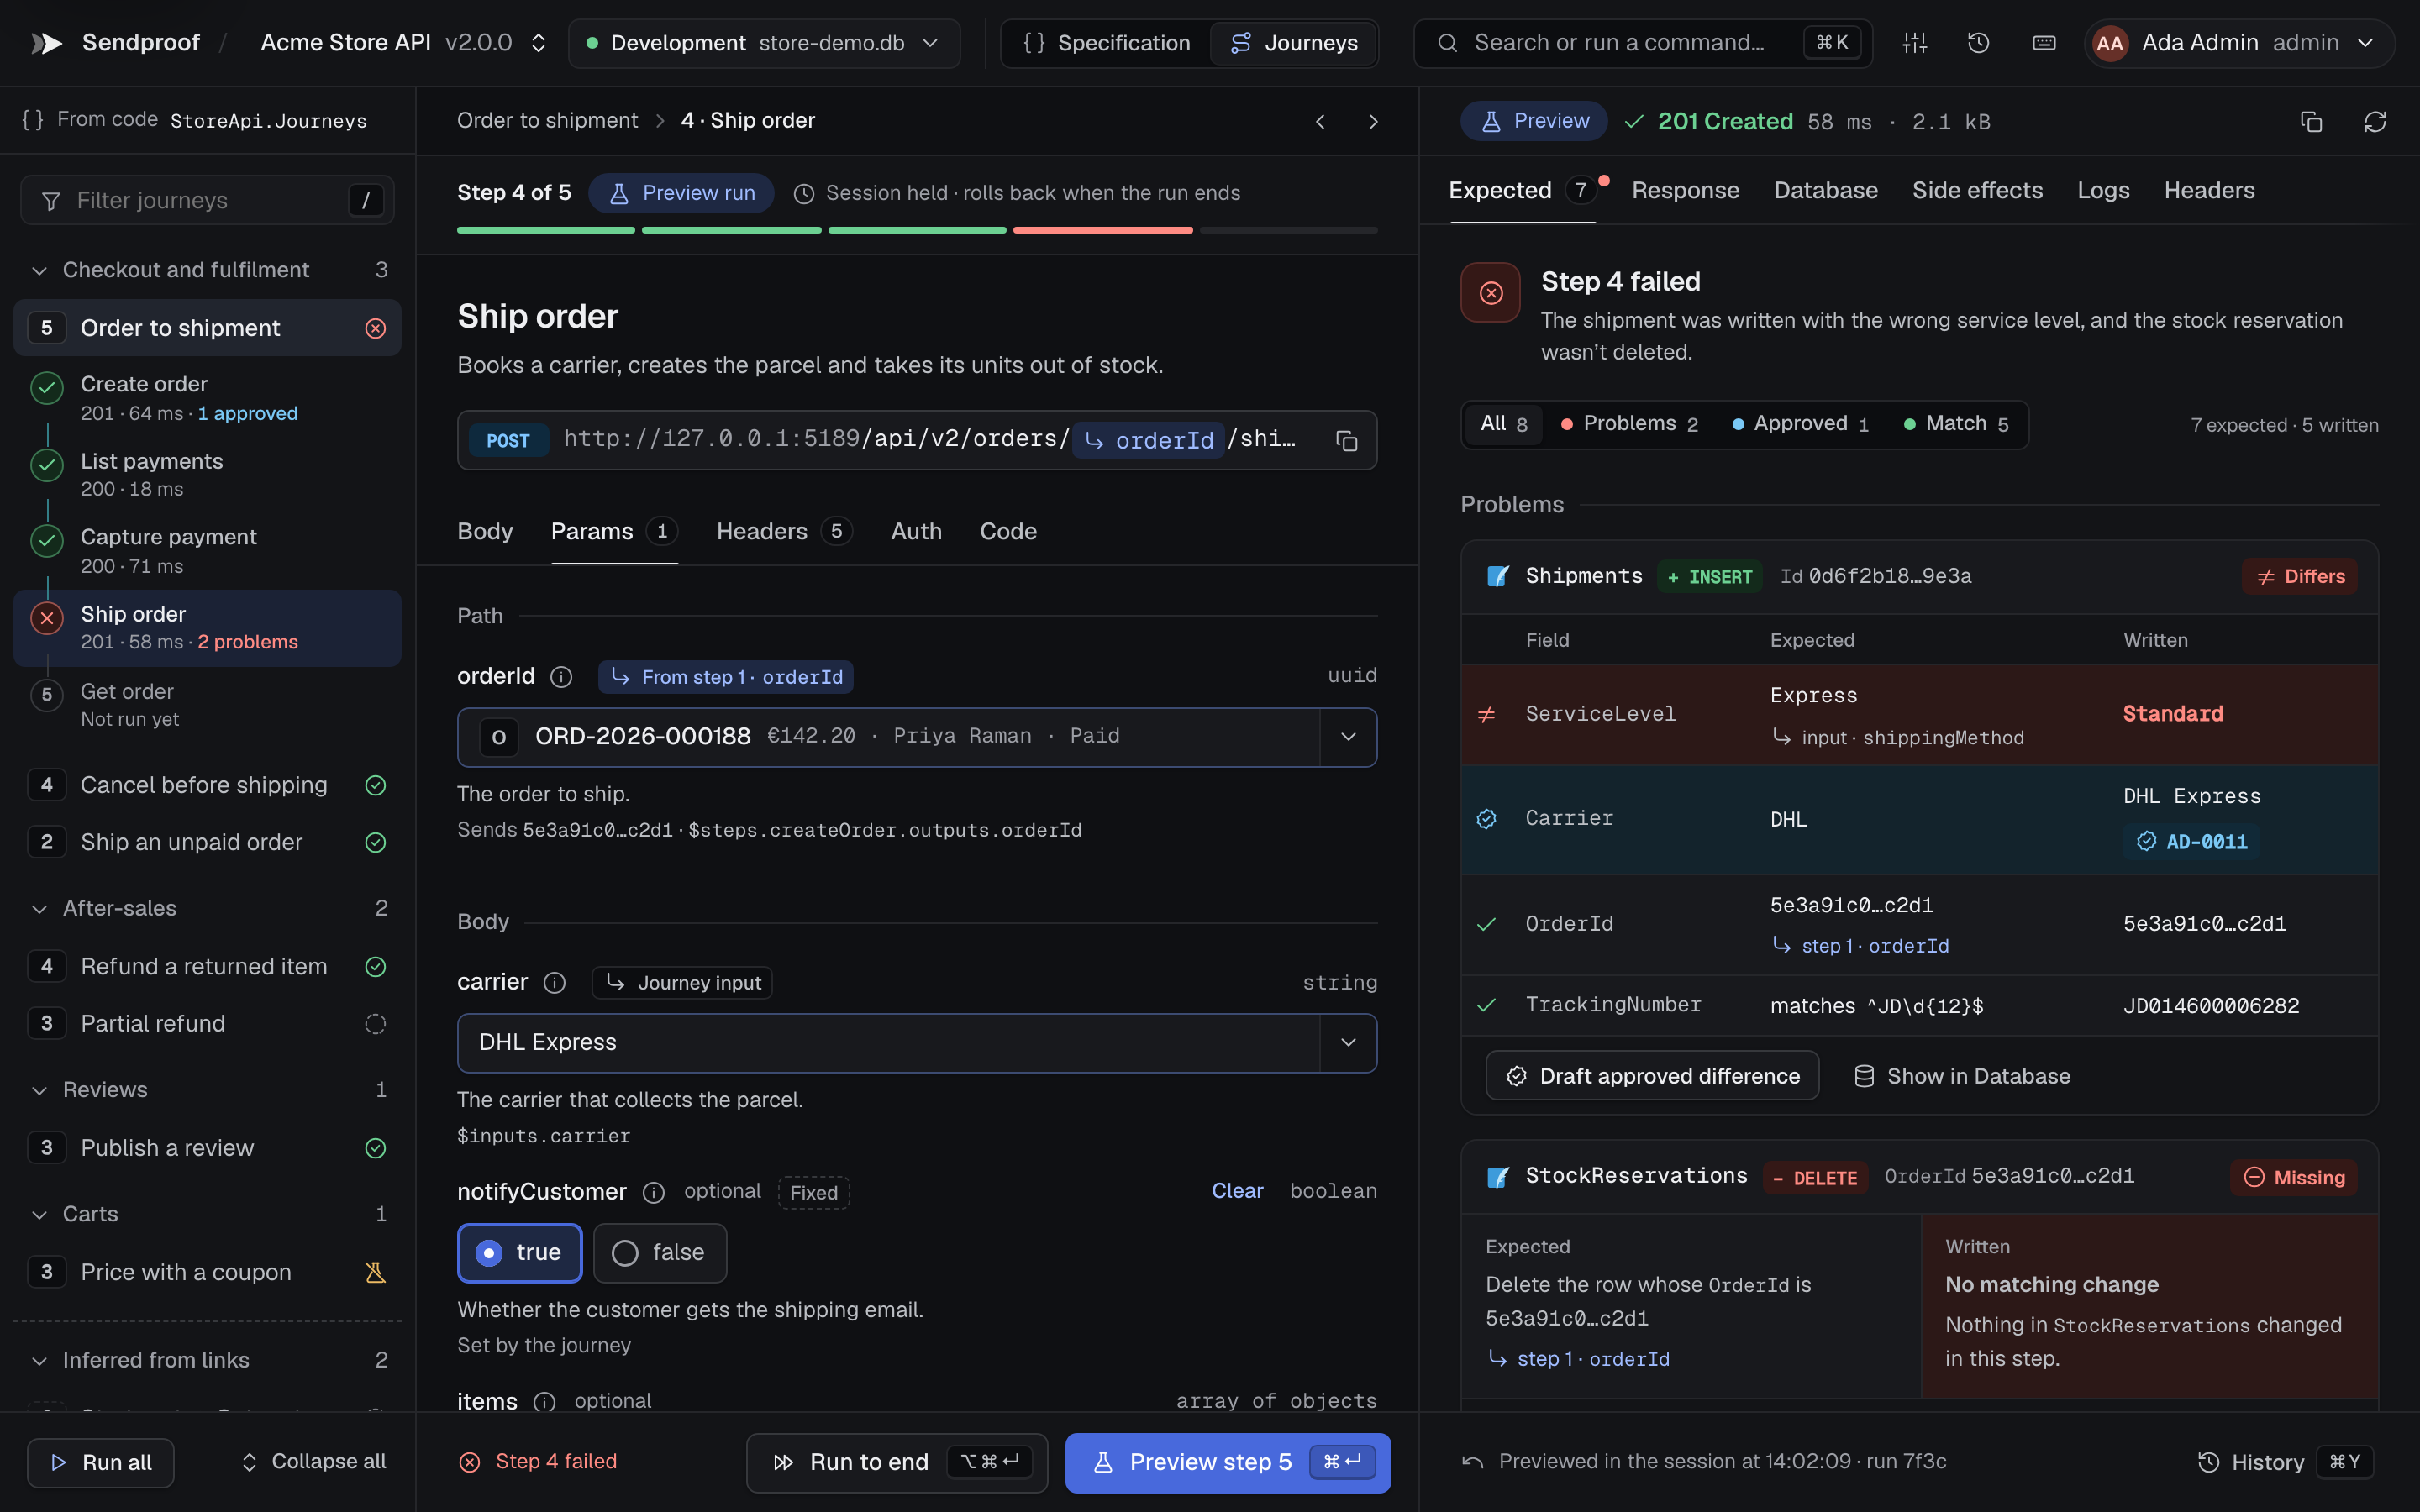 Sendproof / Acme Store API v2.0.0
Development store-demo.db
{ } Specification
Journeys
Search or run a command… ⌘K
AA Ada Admin admin
{ } From code StoreApi.Journeys
Filter journeys /
Checkout and fulfilment 3
5 Order to shipment
Create order
201 · 64 ms · 1 approved
List payments
200 · 18 ms
Capture payment
200 · 71 ms
Ship order
201 · 58 ms · 2 problems
5 Get order
Not run yet
4 Cancel before shipping
2 Ship an unpaid order
After-sales 2
4 Refund a returned item
3 Partial refund
Reviews 1
3 Publish a review
Carts 1
3 Price with a coupon
Inferred from links 2
Run all
Collapse all
Order to shipment > 4 · Ship order
Step 4 of 5 Preview run Session held · rolls back when the run ends
Ship order
Books a carrier, creates the parcel and takes its units out of stock.
POST http://127.0.0.1:5189/api/v2/orders/ orderId /shi…
Body Params 1 Headers 5 Auth Code
Path
orderId From step 1 · orderId uuid
O ORD-2026-000188 €142.20 · Priya Raman · Paid
The order to ship.
Sends 5e3a91c0…c2d1 · $steps.createOrder.outputs.orderId
Body
carrier Journey input string
DHL Express
The carrier that collects the parcel.
$inputs.carrier
notifyCustomer optional Fixed Clear boolean
true false
Whether the customer gets the shipping email.
Set by the journey
items optional array of objects
Step 4 failed
Run to end ⌥⌘↵
Preview step 5 ⌘↵
Preview 201 Created 58 ms · 2.1 kB
Expected 7 Response Database Side effects Logs Headers
Step 4 failed
The shipment was written with the wrong service level, and the stock reservation
wasn't deleted.
All 8 Problems 2 Approved 1 Match 5
7 expected · 5 written
Problems
Shipments + INSERT Id 0d6f2b18…9e3a ≠ Differs
Field Expected Written
≠ ServiceLevel Express Standard
input · shippingMethod
Carrier DHL DHL Express
AD-0011
OrderId 5e3a91c0…c2d1 5e3a91c0…c2d1
step 1 · orderId
TrackingNumber matches ^JD\d{12}$ JD014600006282
Draft approved difference
Show in Database
StockReservations − DELETE OrderId 5e3a91c0…c2d1 Missing
Expected
Delete the row whose OrderId is
5e3a91c0…c2d1
step 1 · orderId
Written
No matching change
Nothing in StockReservations changed
in this step.
Previewed in the session at 14:02:09 · run 7f3c
History ⌘Y